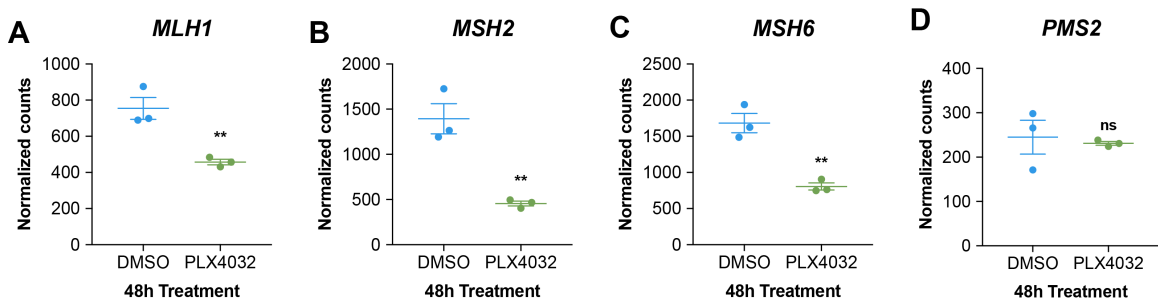 A
MLH1
Normalized counts
1000
800
600
400
200
0
**
DMSO PLX4032
48h Treatment
B
MSH2
Normalized counts
2000
1500
1000
500
0
**
DMSO PLX4032
48h Treatment
C
MSH6
Normalized counts
2500
2000
1500
1000
500
0
**
DMSO PLX4032
48h Treatment
D
PMS2
Normalized counts
400
300
200
100
0
ns
DMSO PLX4032
48h Treatment